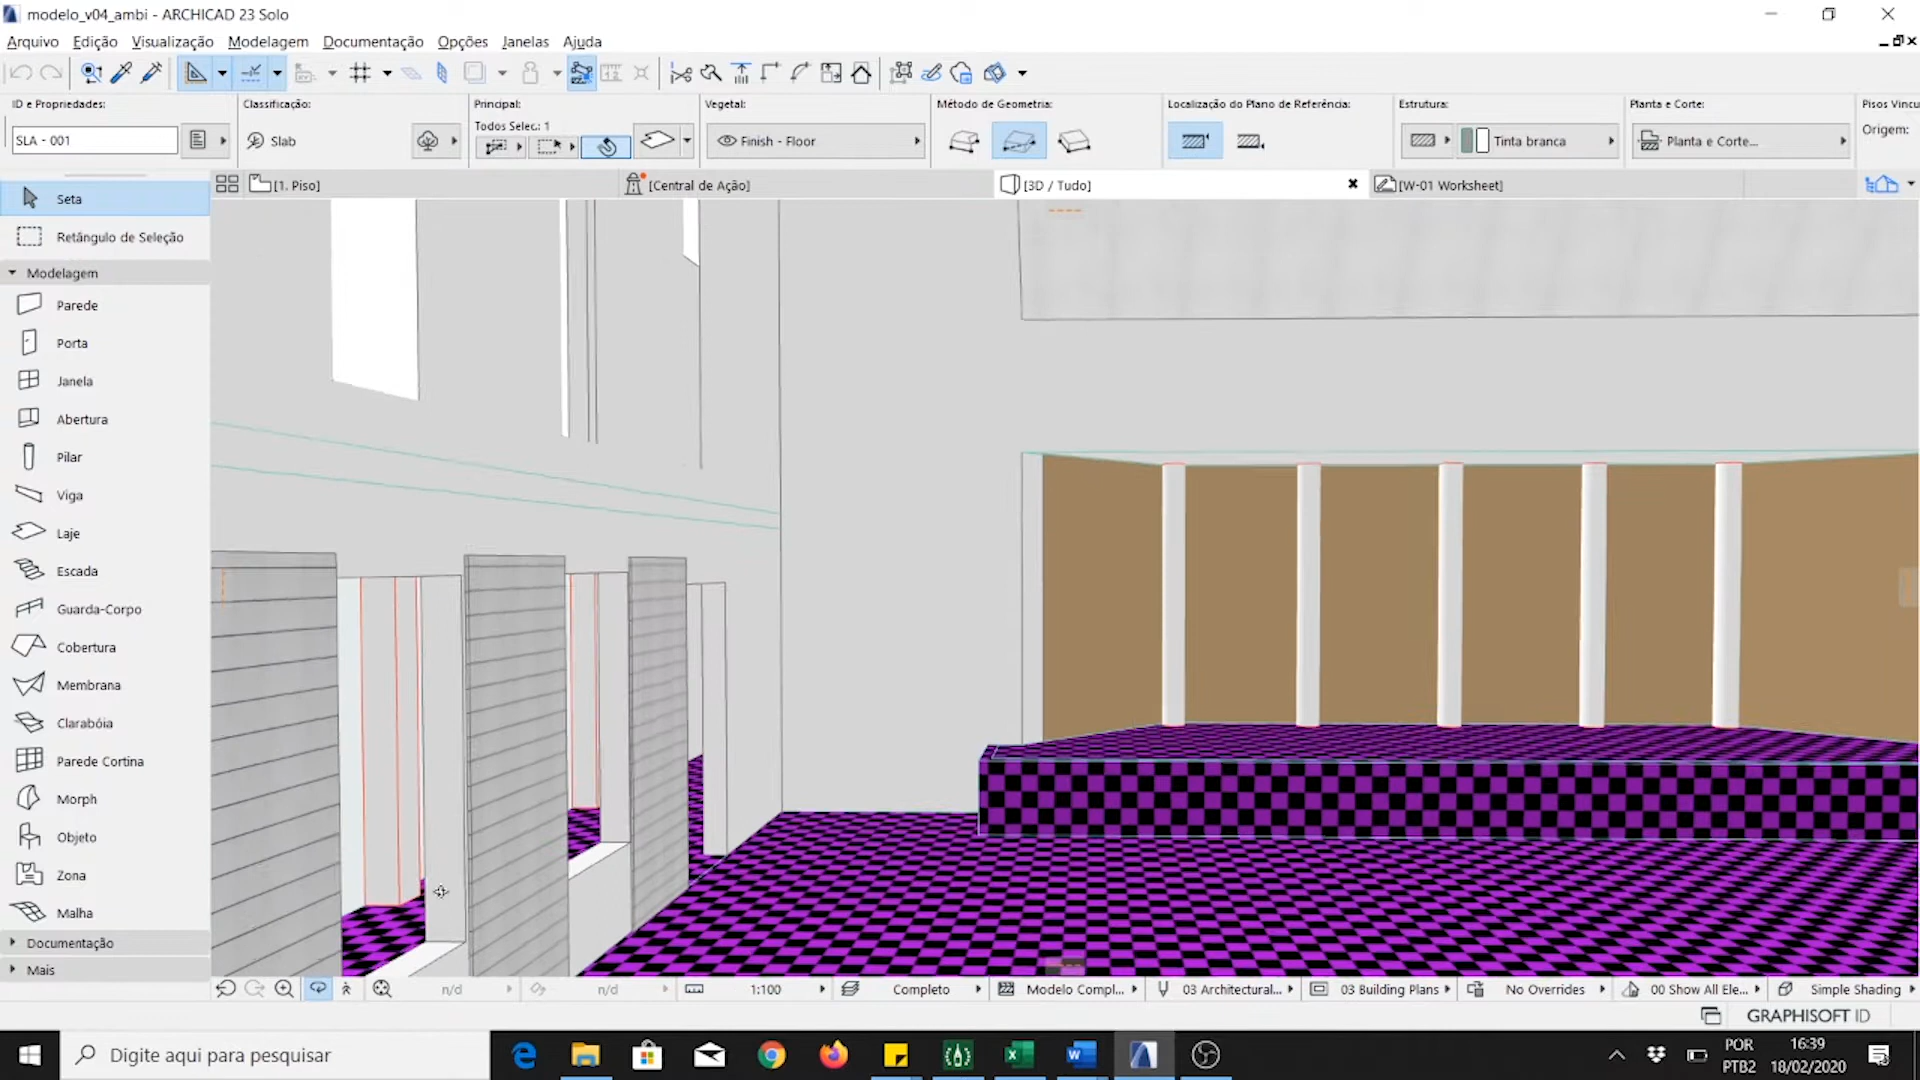 modelo_v04_ambi - ARCHICAD 23 Solo
Arquivo Edição Visualização Modelagem Documentação Opções Janelas Ajuda
ID e Propriedades: Classificação: Principal: Vegetal: Método de Geometria: Localização do Plano de Referência: Estrutura: Planta e Corte: Pisos Víncu
Todos Selec.: 1
Origem:
SLA - 001 Slab Finish - Floor Tinta branca Planta e Corte...
[1. Piso] [Central de Ação] [3D / Tudo] [W-01 Worksheet]
Seta
Retângulo de Seleção
Modelagem
Parede
Porta
Janela
Abertura
Pilar
Viga
Laje
Escada
Guarda-Corpo
Cobertura
Membrana
Clarabóia
Parede Cortina
Morph
Objeto
Zona
Malha
Documentação
Mais
n/d n/d 1:100 Completo Modelo Compl... 03 Architectural... 03 Building Plans No Overrides 00 Show All Ele... Simple Shading
GRAPHISOFT ID
Digite aqui para pesquisar
POR 16:39
PTB2 18/02/2020